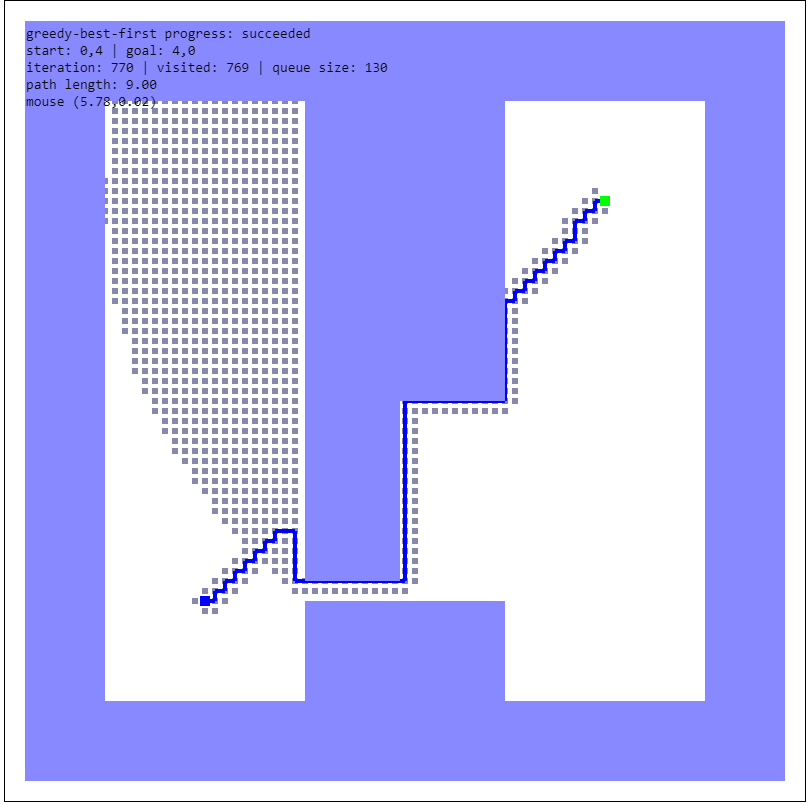 greedy-best-first progress: succeeded
start: 0,4 | goal: 4,0
iteration: 770 | visited: 769 | queue size: 130
path length: 9.00
mouse (5.78,0.02)